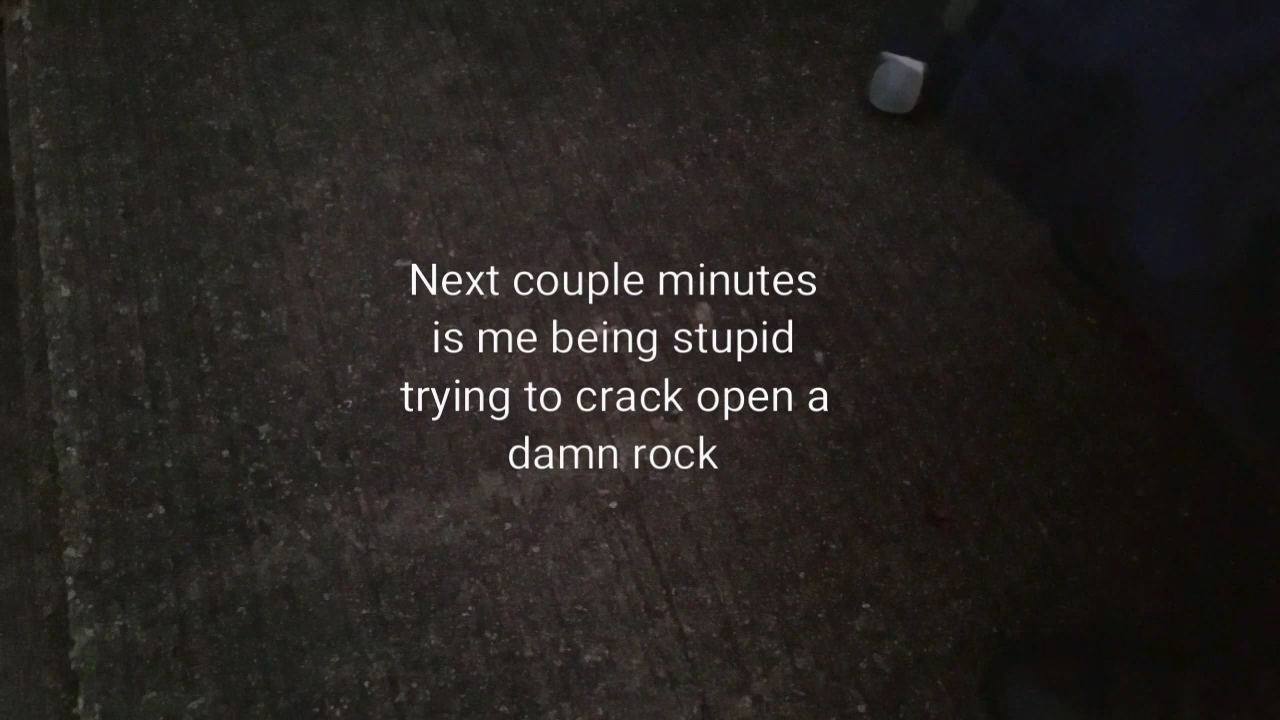 Next couple minutes
is me being stupid
trying to crack open a
damn rock